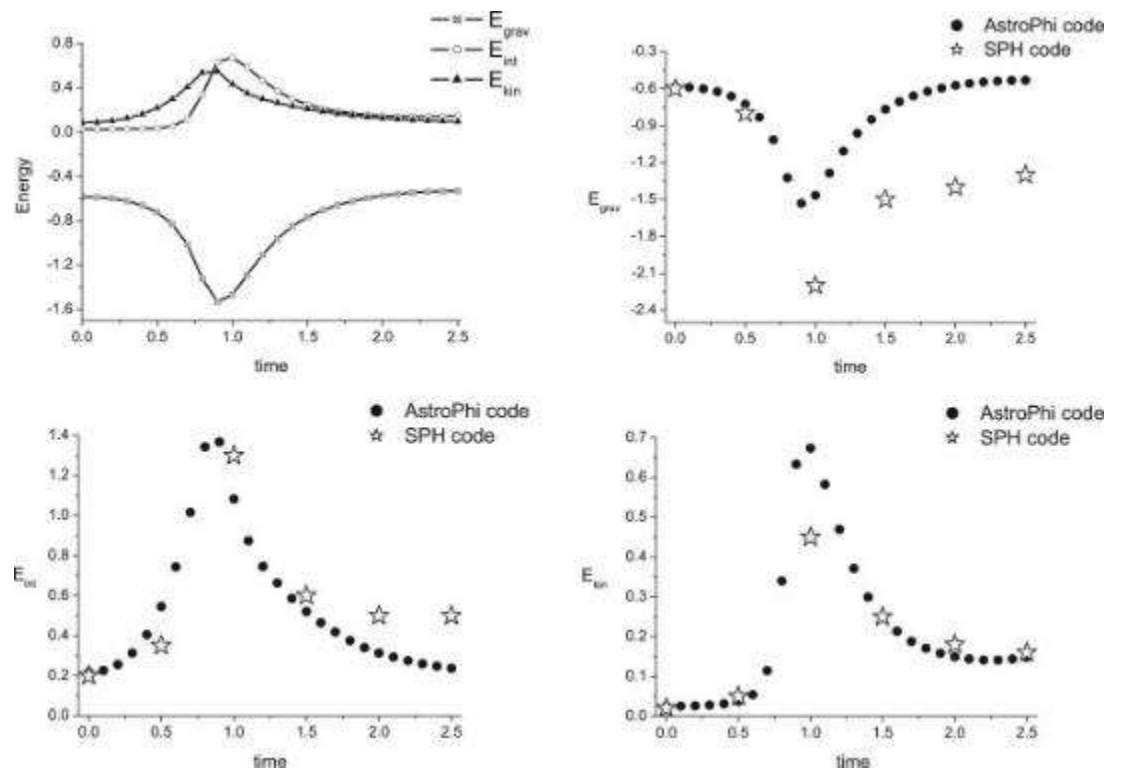 E_grav
E_int
E_kin
0.8
0.4
0.0
-0.4
-0.8
-1.2
-1.6
Energy
0.0 0.5 1.0 1.5 2.0 2.5
time
AstroPhi code
SPH code
-0.3
-0.6
-0.9
-1.2
-1.5
-1.8
-2.1
-2.4
E_grav
0.0 0.5 1.0 1.5 2.0 2.5
time
AstroPhi code
SPH code
1.4
1.2
1.0
0.8
0.6
0.4
0.2
0.0
E_int
0.0 0.5 1.0 1.5 2.0 2.5
time
AstroPhi code
SPH code
0.7
0.6
0.5
0.4
0.3
0.2
0.1
0.0
E_kin
0.0 0.5 1.0 1.5 2.0 2.5
time